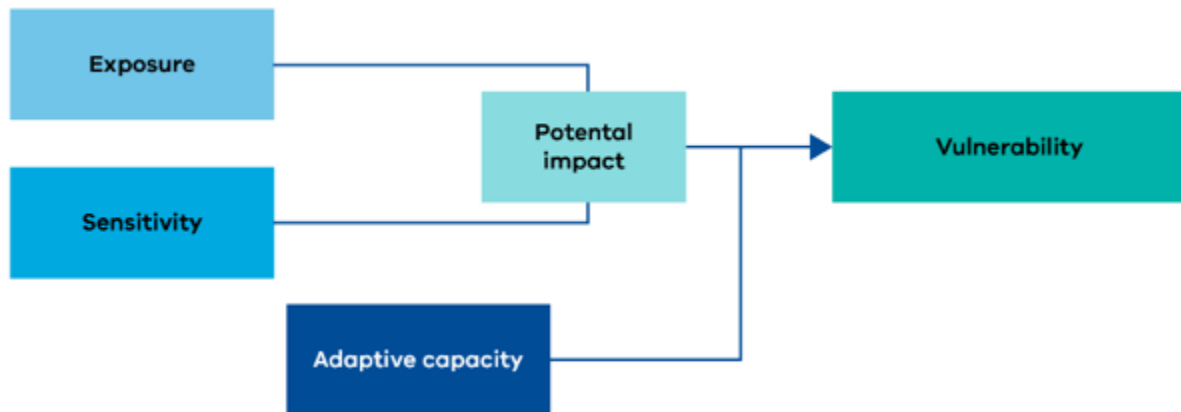 Exposure
Potental
impact
Vulnerability
Sensitivity
Adaptive capacity